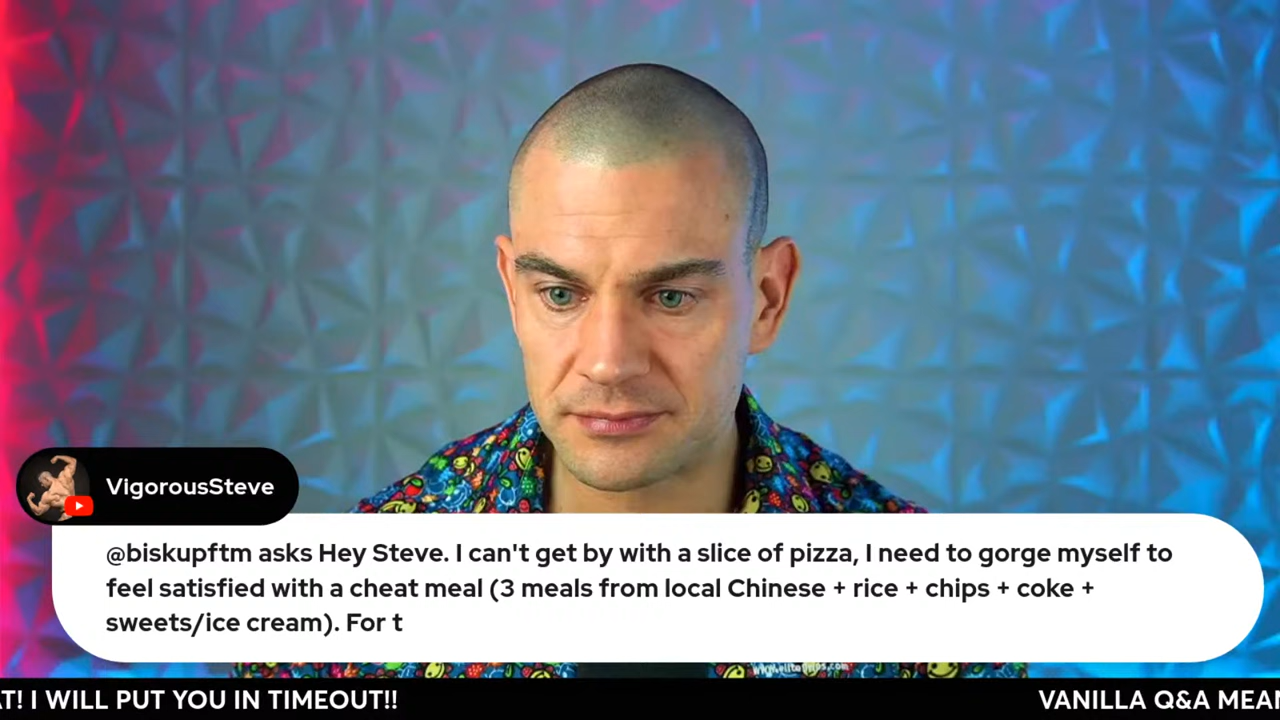 VigorousSteve
@biskupftm asks Hey Steve. I can't get by with a slice of pizza, I need to gorge myself to
feel satisfied with a cheat meal (3 meals from local Chinese + rice + chips + coke +
sweets/ice cream). For t
T! I WILL PUT YOU IN TIMEOUT!!
VANILLA Q&A MEAN